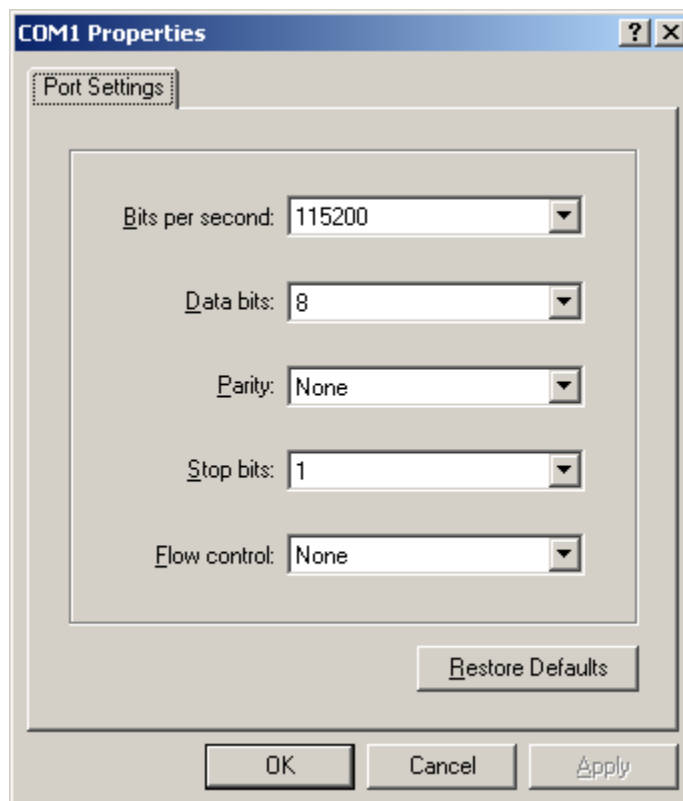 COM1 Properties
Port Settings
Bits per second: 115200
Data bits: 8
Parity: None
Stop bits: 1
Flow control: None
Restore Defaults
OK Cancel Apply